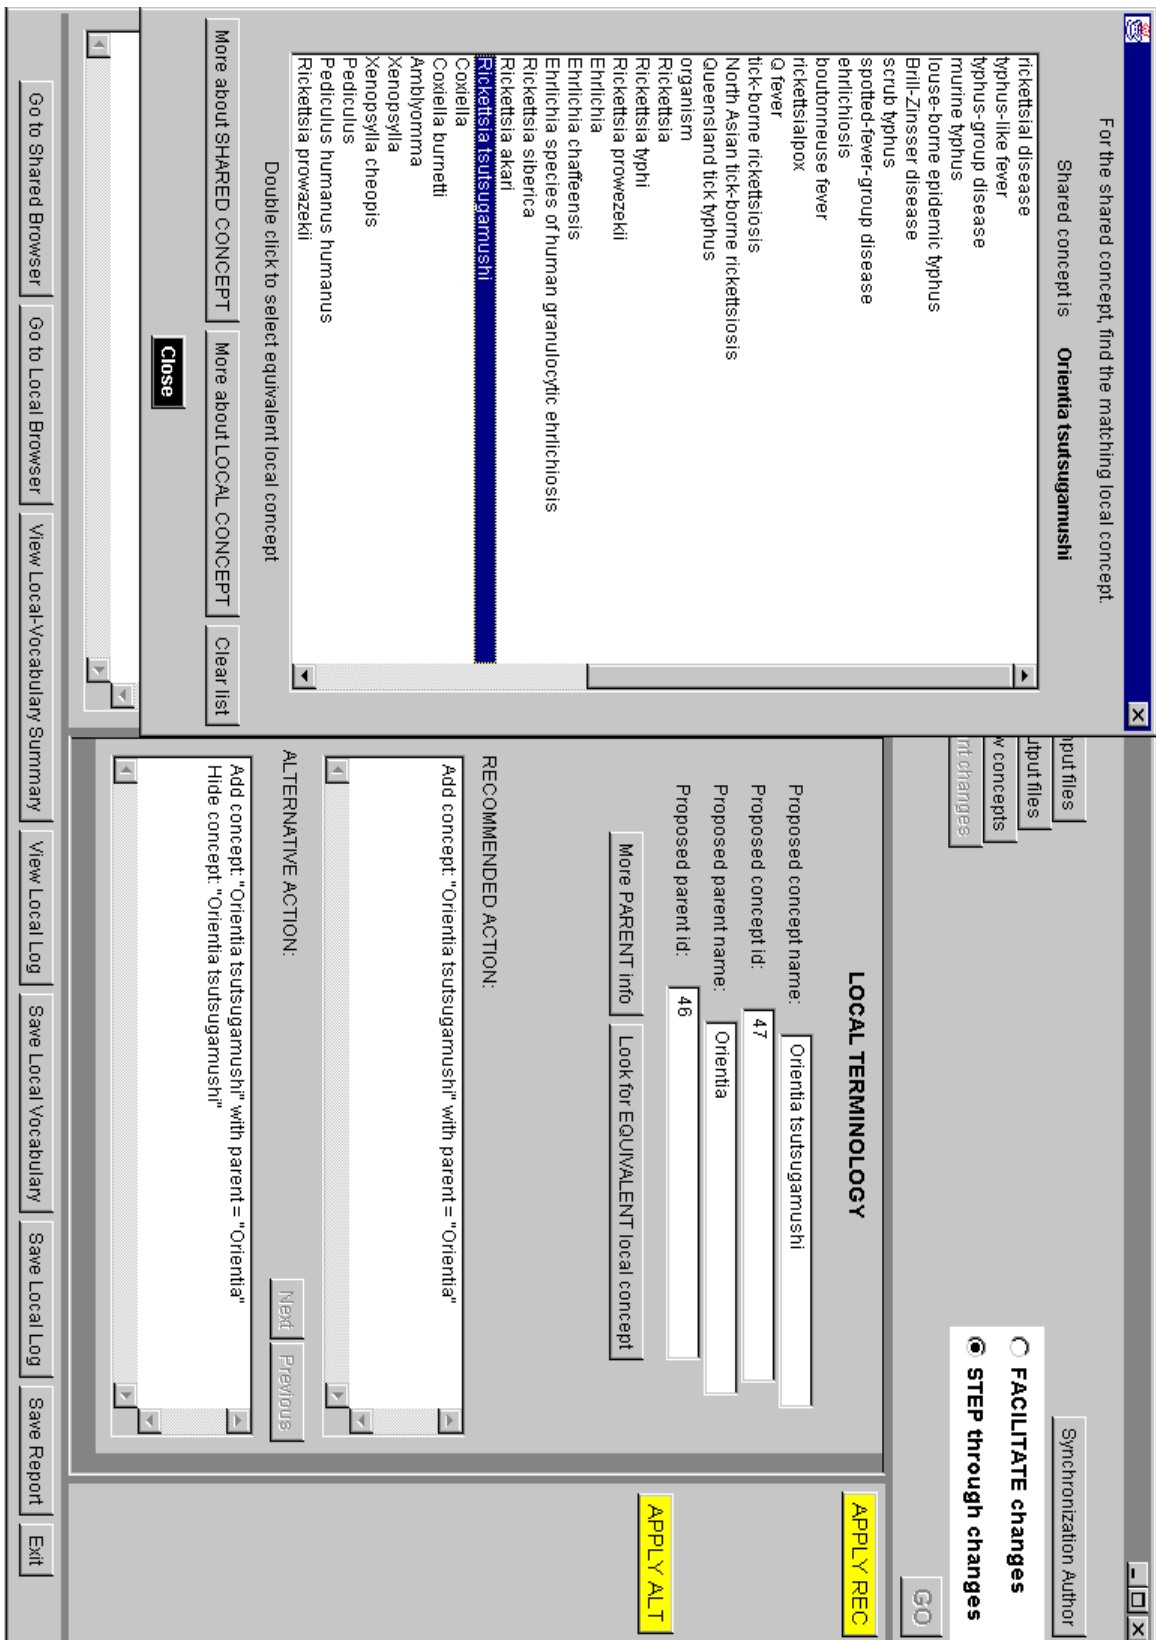 For the shared concept, find the matching local concept.
Shared concept is Orientia tsutsugamushi
rickettsial disease
typhus-like fever
typhus-group disease
murine typhus
louse-borne epidemic typhus
Brill-Zinsser disease
scrub typhus
spotted-fever-group disease
ehrlichiosis
boutonneuse fever
rickettsialpox
Q fever
tick-borne rickettsiosis
North Asian tick-borne rickettsiosis
Queensland tick typhus
organism
Rickettsia
Rickettsia typhi
Rickettsia prowezekii
Ehrlichia
Ehrlichia chaffeensis
Ehrlichia species of human granulocytic ehrlichiosis
Rickettsia siberica
Rickettsia akari
Rickettsia tsutsugamushi
Coxiella
Coxiella burnetti
Amblyomma
Xenopsylla
Xenopsylla cheopis
Pediculus
Pediculus humanus humanus
Rickettsia prowazekii
Double click to select equivalent local concept
More about SHARED CONCEPT More about LOCAL CONCEPT Clear list
Close
nput files
utput files
w concepts
nt changes
Synchronization Author
FACILITATE changes
STEP through changes
GO
LOCAL TERMINOLOGY
Proposed concept name: Orientia tsutsugamushi
Proposed concept id: 47
Proposed parent name: Orientia
Proposed parent id: 46
More PARENT info Look for EQUIVALENT local concept
RECOMMENDED ACTION:
Add concept: "Orientia tsutsugamushi" with parent = "Orientia"
ALTERNATIVE ACTION:
Next Previous
Add concept: "Orientia tsutsugamushi" with parent = "Orientia"
Hide concept: "Orientia tsutsugamushi"
APPLY REC
APPLY ALT
Go to Shared Browser Go to Local Browser View Local-Vocabulary Summary View Local Log Save Local Vocabulary Save Local Log Save Report Exit